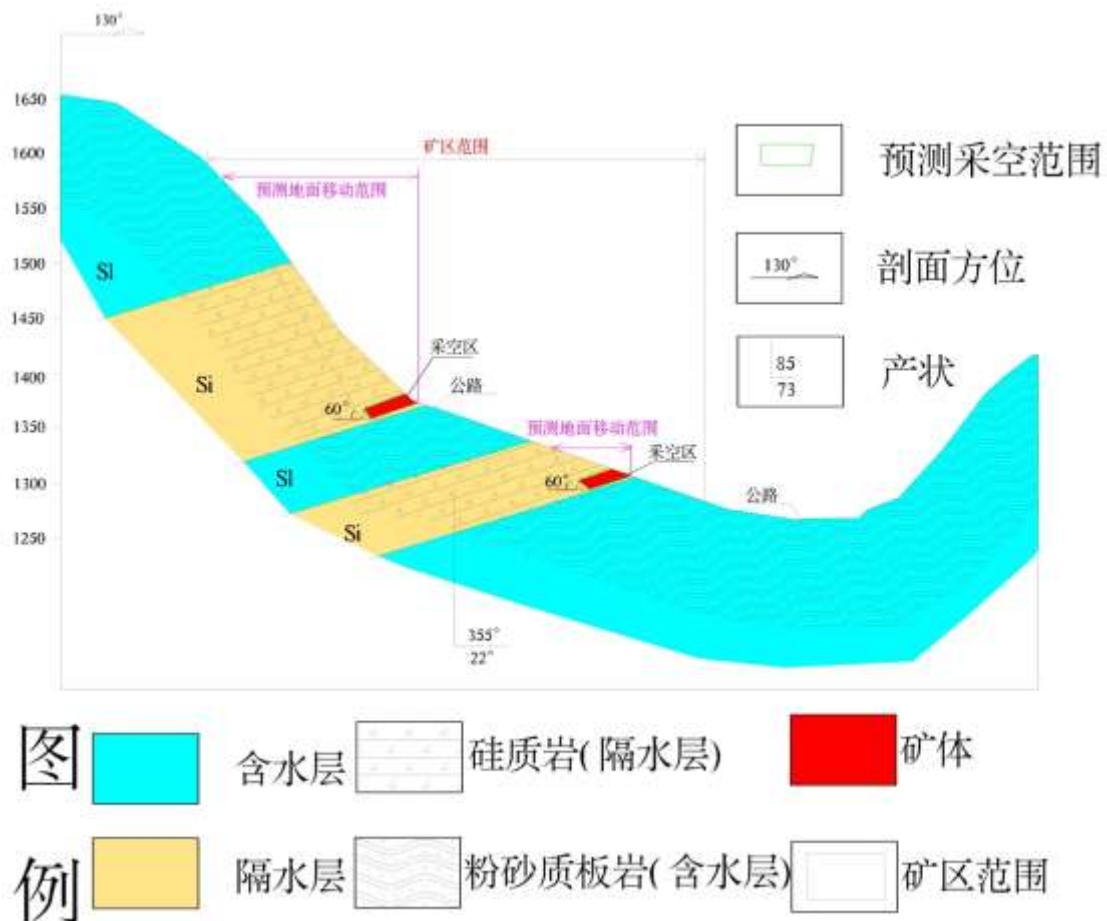 130°
1650
1600
1550
1500
1450
1400
1350
1300
1250
矿区范围
预测地面移动范围
Sl
Si
采空区
60°
公路
预测地面移动范围
采空区
Sl
60°
公路
Si
355°
22°
预测采空范围
130°
剖面方位
85
73
产状
图例
含水层
硅质岩(隔水层)
矿体
隔水层
粉砂质板岩(含水层)
矿区范围